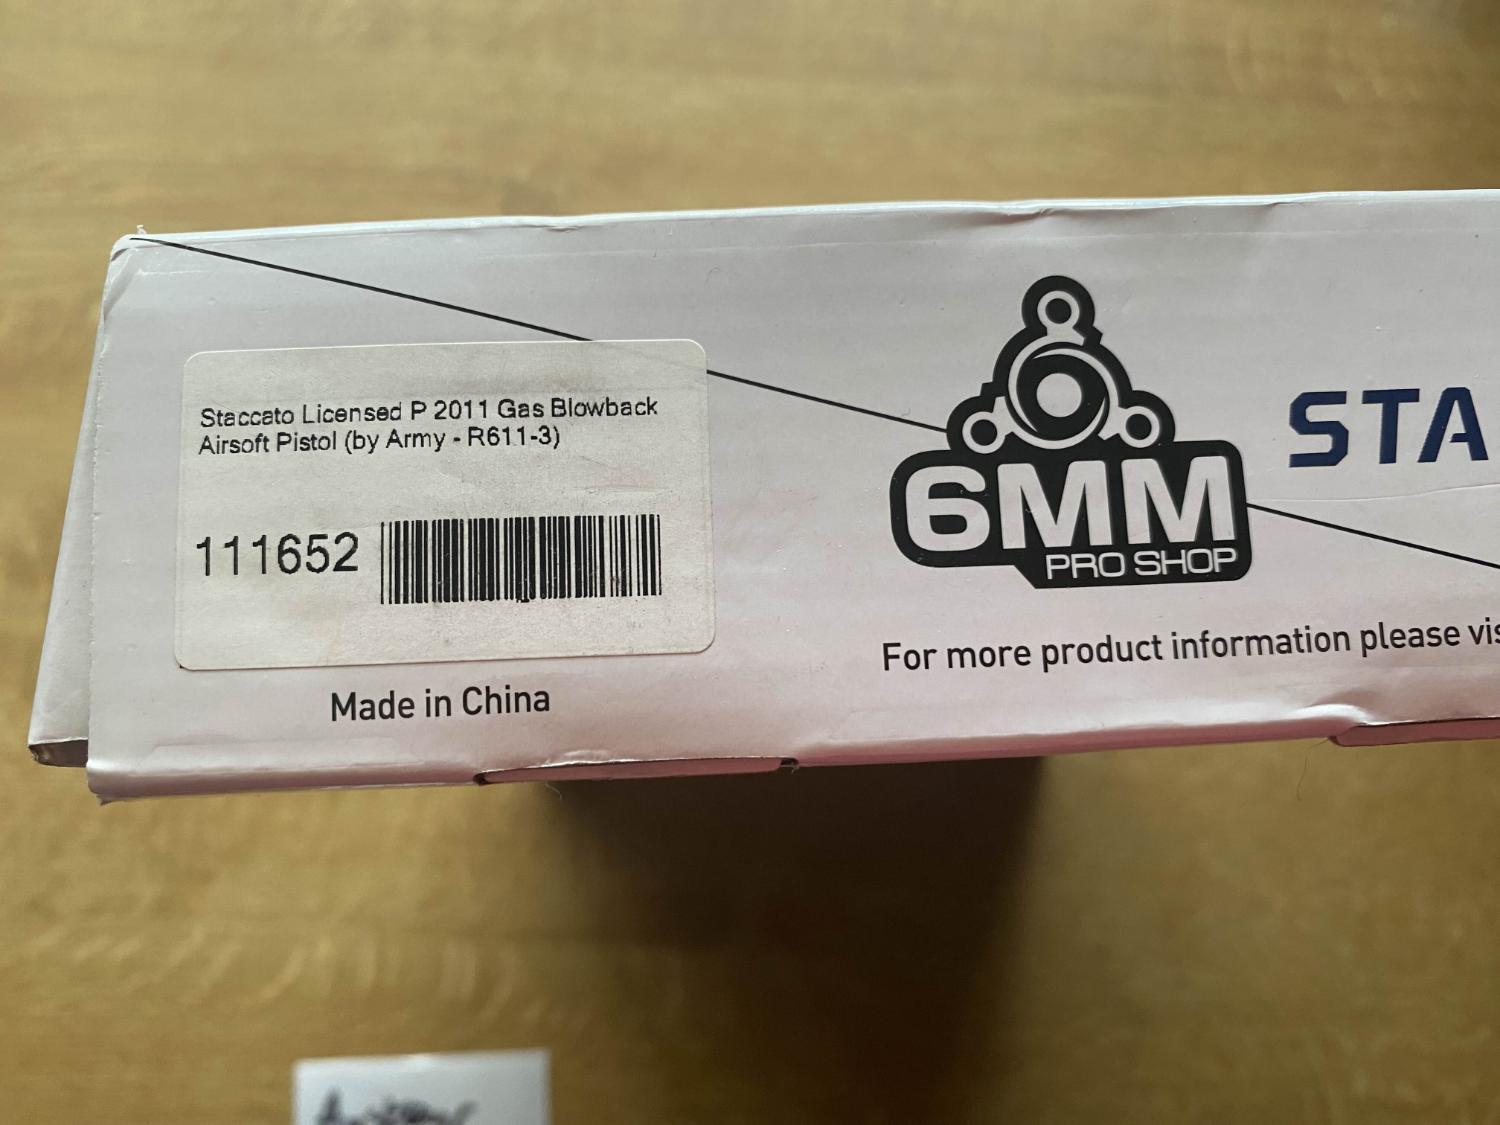 Staccato Licensed P 2011 Gas Blowback
Airsoft Pistol (by Army - R611-3)
111652
Made in China
6MM
PRO SHOP
STA
For more product information please vis